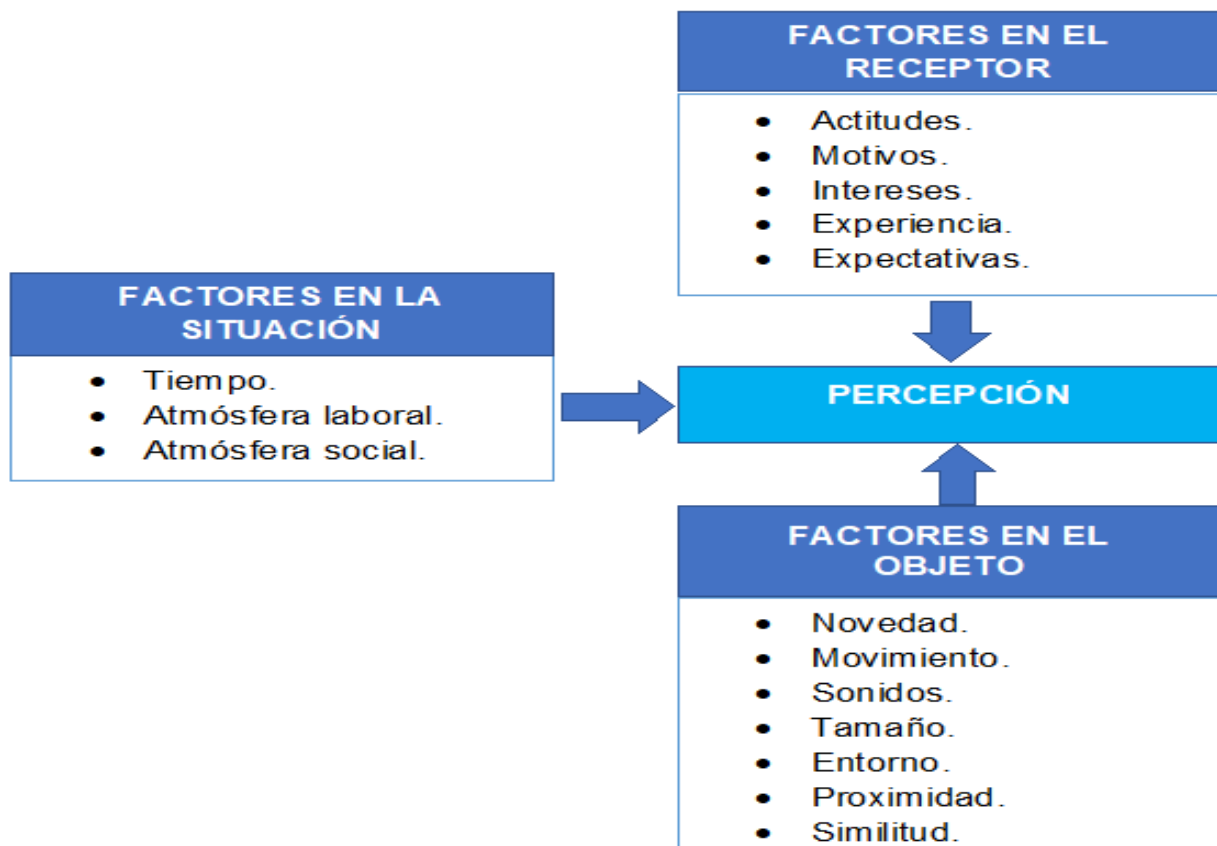 FACTORES EN EL
RECEPTOR
• Actitudes.
• Motivos.
• Intereses.
• Experiencia.
• Expectativas.
FACTORES EN LA
SITUACIÓN
• Tiempo.
• Atmósfera laboral.
• Atmósfera social.
PERCEPCIÓN
FACTORES EN EL
OBJETO
• Novedad.
• Movimiento.
• Sonidos.
• Tamaño.
• Entorno.
• Proximidad.
• Similitud.